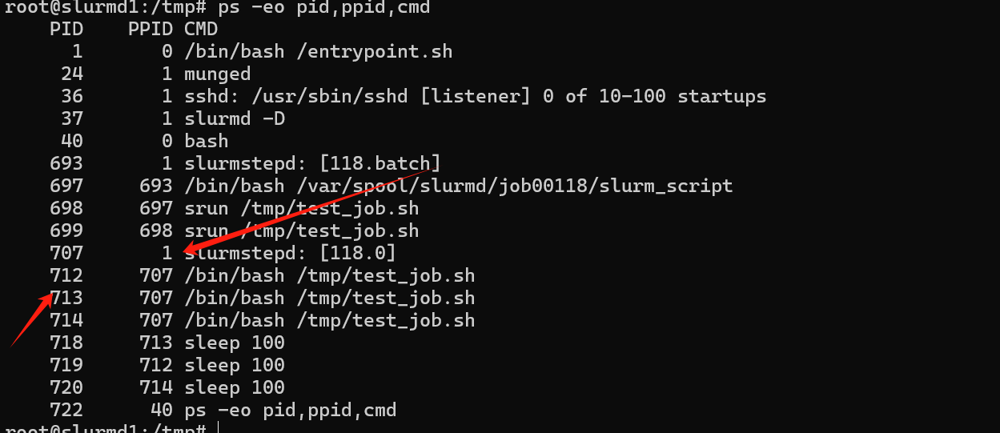 root@slurmd1:/tmp# ps -eo pid,ppid,cmd
PID PPID CMD
1 0 /bin/bash /entrypoint.sh
24 1 munged
36 1 sshd: /usr/sbin/sshd [listener] 0 of 10-100 startups
37 1 slurmd -D
40 0 bash
693 1 slurmstepd: [118.batch]
697 693 /bin/bash /var/spool/slurmd/job00118/slurm_script
698 697 srun /tmp/test_job.sh
699 698 srun /tmp/test_job.sh
707 1 slurmstepd: [118.0]
712 707 /bin/bash /tmp/test_job.sh
713 707 /bin/bash /tmp/test_job.sh
714 707 /bin/bash /tmp/test_job.sh
718 713 sleep 100
719 712 sleep 100
720 714 sleep 100
722 40 ps -eo pid,ppid,cmd
root@slurmd1:/tmp#